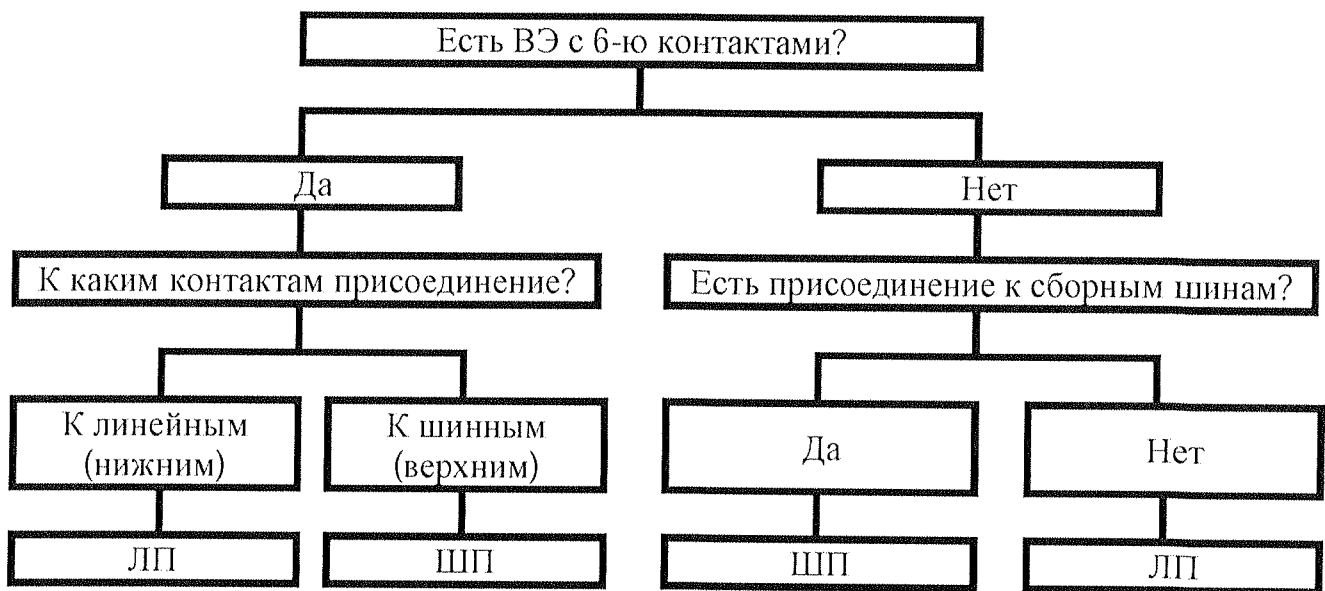 Есть ВЭ с 6-ю контактами?
Да
Нет
К каким контактам присоединение?
Есть присоединение к сборным шинам?
К линейным
(нижним)
К шинным
(верхним)
Да
Нет
ЛП
ШП
ШП
ЛП